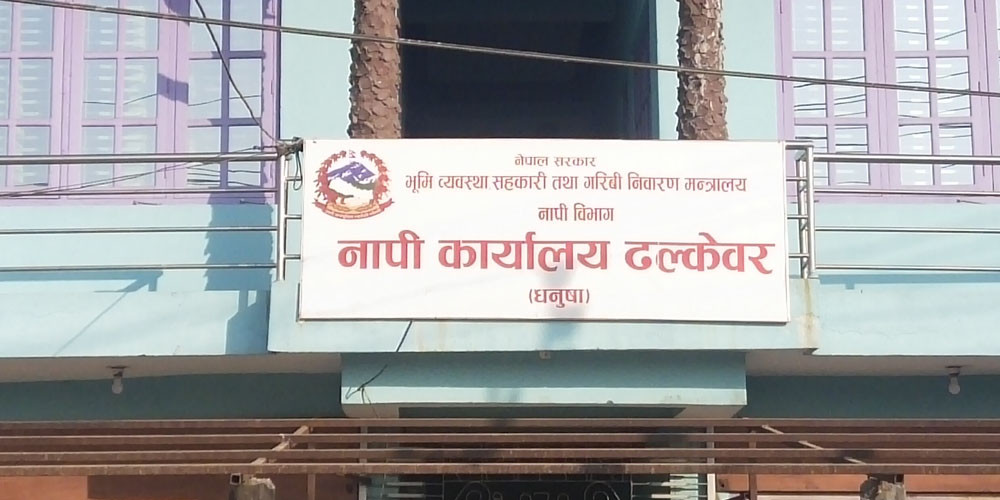 नेपाल सरकार
भूमि व्यवस्था सहकारी तथा गरिबी निवारण मन्त्रालय
नापी विभाग
नापी कार्यालय ढल्केवर
(धनुषा)